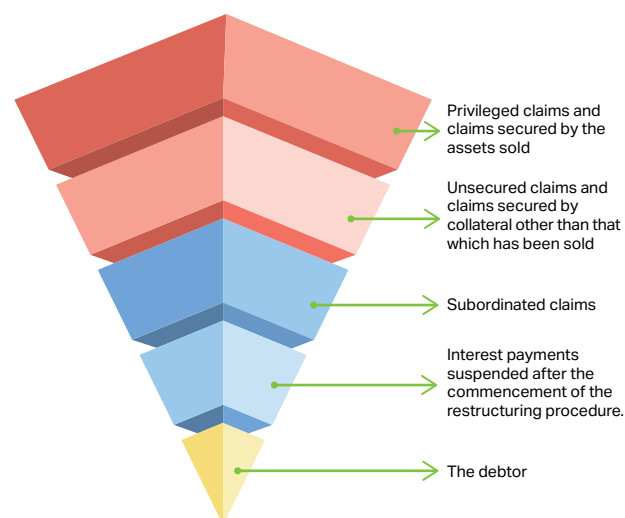 Privileged claims and
claims secured by the
assets sold
Unsecured claims and
claims secured by
collateral other than that
which has been sold
Subordinated claims
Interest payments
suspended after the
commencement of the
restructuring procedure.
The debtor